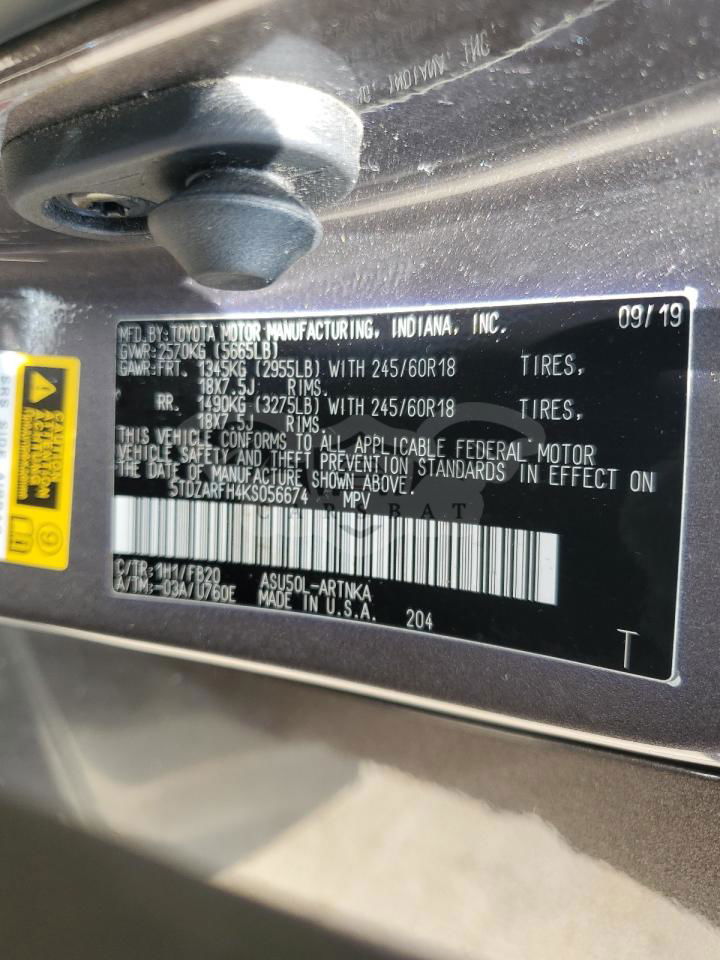 MFD.BY:TOYOTA MOTOR MANUFACTURING, INDIANA, INC. 09/19
GVWR:2570KG (5665LB)
GAWR:FRT. 1345KG (2955LB) WITH 245/60R18 TIRES,
18X7.5J RIMS.
RR. 1490KG (3275LB) WITH 245/60R18 TIRES,
18X7.5J RIMS.
THIS VEHICLE CONFORMS TO ALL APPLICABLE FEDERAL MOTOR
VEHICLE SAFETY AND THEFT PREVENTION STANDARDS IN EFFECT ON
THE DATE OF MANUFACTURE SHOWN ABOVE.
5TDZARFH4KS056674 MPV
C/TR:1H1/FB20 ASU50L-ARTNKA
A/TM:-03A/U760E MADE IN U.S.A. 204
T
CAUTION
SRS SIDE